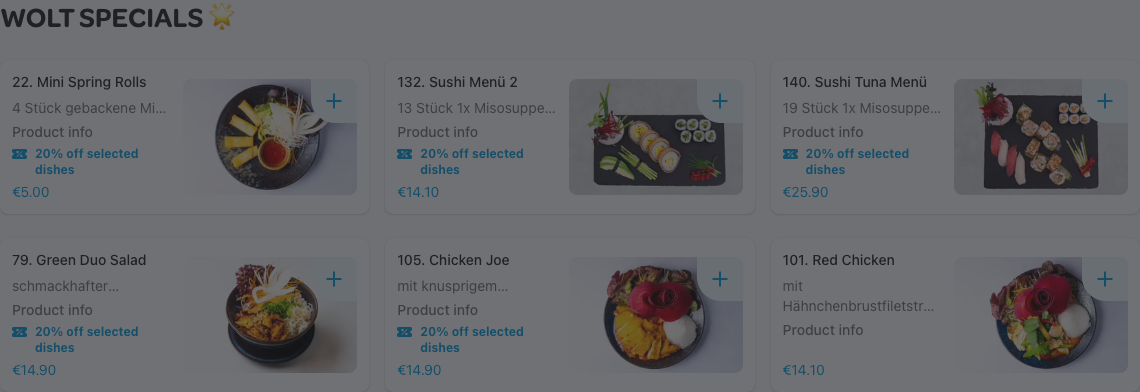 WOLT SPECIALS 🌟
22. Mini Spring Rolls
4 Stück gebackene Mi...
Product info
20% off selected
dishes
€5.00
132. Sushi Menü 2
13 Stück 1x Misosuppe...
Product info
20% off selected
dishes
€14.10
140. Sushi Tuna Menü
19 Stück 1x Misosuppe...
Product info
20% off selected
dishes
€25.90
79. Green Duo Salad
schmackhafter...
Product info
20% off selected
dishes
€14.90
105. Chicken Joe
mit knusprigem...
Product info
20% off selected
dishes
€14.90
101. Red Chicken
mit
Hähnchenbrustfiletstr...
Product info
€14.10